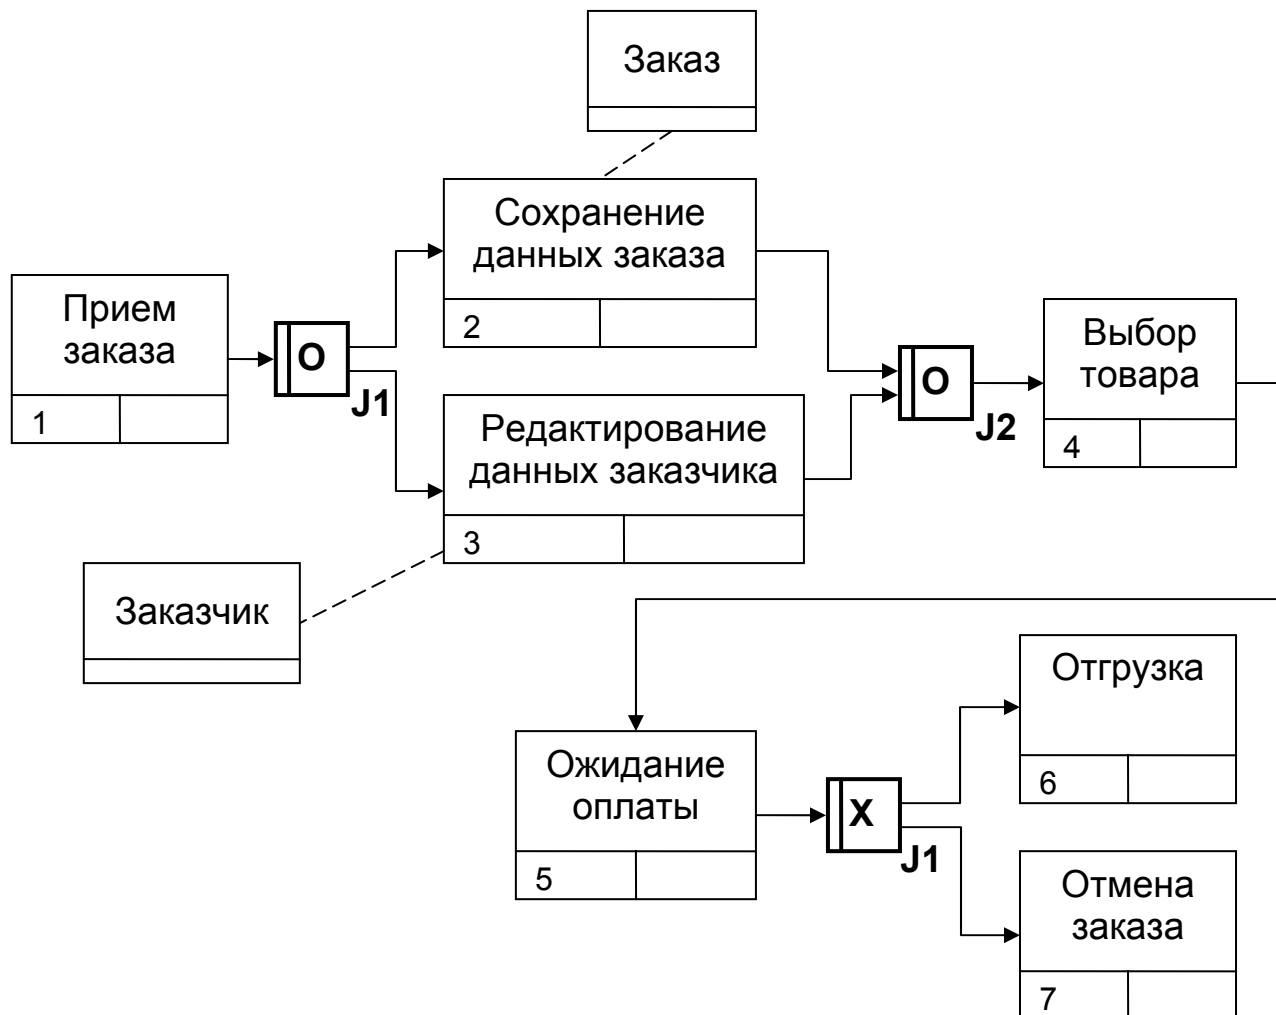 Заказ
Сохранение
данных заказа
2
Прием
заказа
1
O
J1
Редактирование
данных заказчика
3
O
J2
Выбор
товара
4
Заказчик
Ожидание
оплаты
5
X
J1
Отгрузка
6
Отмена
заказа
7